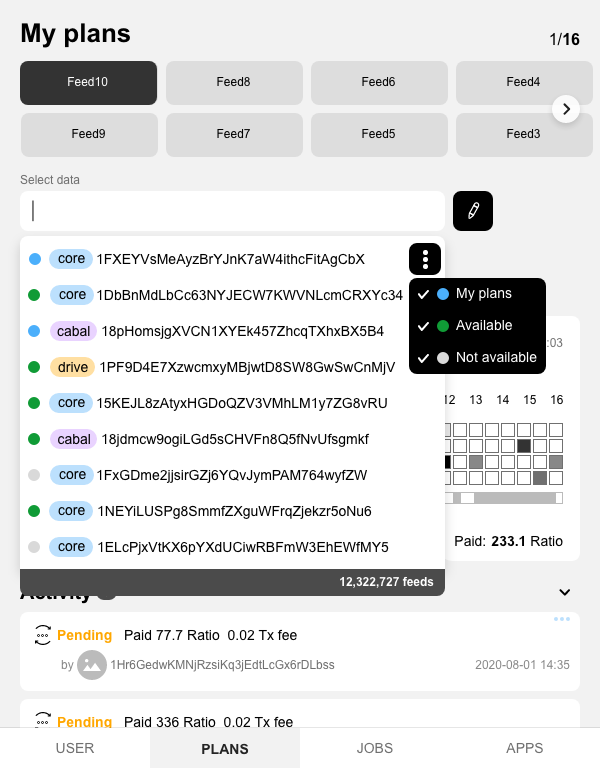 My plans
1/16
Feed10
Feed8
Feed6
Feed4
Feed9
Feed7
Feed5
Feed3
Select data
core 1FXEYVsMeAyzBrYJnK7aW4ithcFitAgCbX
core 1DbBnMdLbCc63NYJECW7KWVNLcmCRXYc34
cabal 18pHomsjgXVCN1XYEk457ZhcqTXhxBX5B4
drive 1PF9D4E7XzwcmxyMBjwtD8SW8GwSwCnMjV
core 15KEJL8zAtyxHGDoQZV3VMhLM1y7ZG8vRU
cabal 18jdmcw9ogiLGd5sCHVFn8Q5fNvUfsgmkf
core 1FxGDme2jjsirGZj6YQvJymPAM764wyfZW
core 1NEYiLUSPg8SmmfZXguWFrqZjekzr5oNu6
core 1ELcPjxVtKX6pYXdUCiwRBFmW3EhEWfMY5
12,322,727 feeds
My plans
Available
Not available
:03
12 13 14 15 16
Paid: 233.1 Ratio
Activity
Pending Paid 77.7 Ratio 0.02 Tx fee
by 1Hr6GedwKMNjRzsiKq3jEdtLcGx6rDLbss 2020-08-01 14:35
Pending Paid 336 Ratio 0.02 Tx fee
USER
PLANS
JOBS
APPS